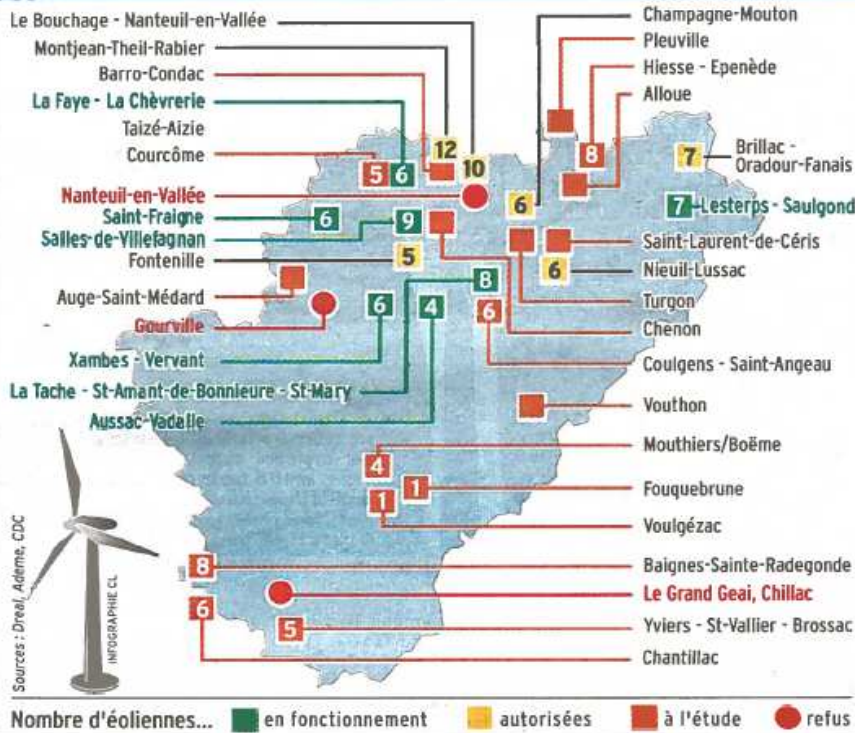 Le Bouchage - Nanteuil-en-Vallée
Montjean-Theil-Rabier
Barro-Condac
La Faye - La Chèvrerie
Taizé-Aizie
Courcôme
Nanteuil-en-Vallée
Saint-Fraigne
Salles-de-Villefagnan
Fontenille
Auge-Saint-Médard
Gourville
Xambes - Vervant
La Tache - St-Amant-de-Bonnieure - St-Mary
Aussac-Vadalle
Champagne-Mouton
Pleuville
Hiesse - Epenède
Alloue
Brillac -
Oradour-Fanais
Lesterps - Saulgond
Saint-Laurent-de-Céris
Nieuil-Lussac
Turgon
Chenon
Coulgens - Saint-Angeau
Vouthon
Mouthiers/Boëme
Fouquebrune
Voulgézac
Baignes-Sainte-Radegonde
Le Grand Geai, Chillac
Yviers - St-Vallier - Brossac
Chantillac
12
10
8
7
5
6
6
7
6
9
5
8
6
6
4
6
4
1
1
8
6
5
Sources : Dreal, Ademe, CDC
INFOGRAPHIE CL
Nombre d'éoliennes... en fonctionnement autorisées à l'étude refus